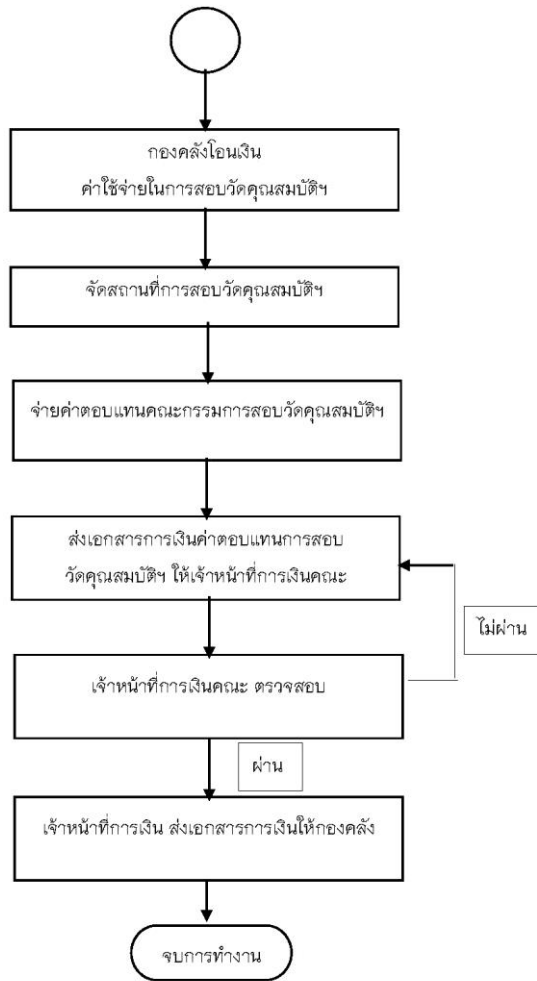 กองคลังโอนเงิน
ค่าใช้จ่ายในการสอบวัดคุณสมบัติฯ
จัดสถานที่การสอบวัดคุณสมบัติฯ
จ่ายค่าตอบแทนคณะกรรมการสอบวัดคุณสมบัติฯ
ส่งเอกสารการเงินค่าตอบแทนการสอบ
วัดคุณสมบัติฯ ให้เจ้าหน้าที่การเงินคณะ
ไม่ผ่าน
เจ้าหน้าที่การเงินคณะ ตรวจสอบ
ผ่าน
เจ้าหน้าที่การเงิน ส่งเอกสารการเงินให้กองคลัง
จบการทำงาน